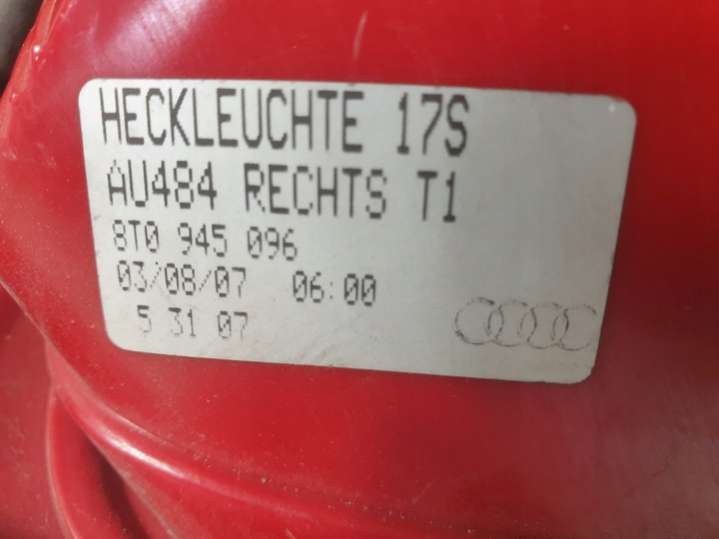 HECKLEUCHTE 17S
AU484 RECHTS T1
8T0 945 096
03/08/07 06:00
5 31 07